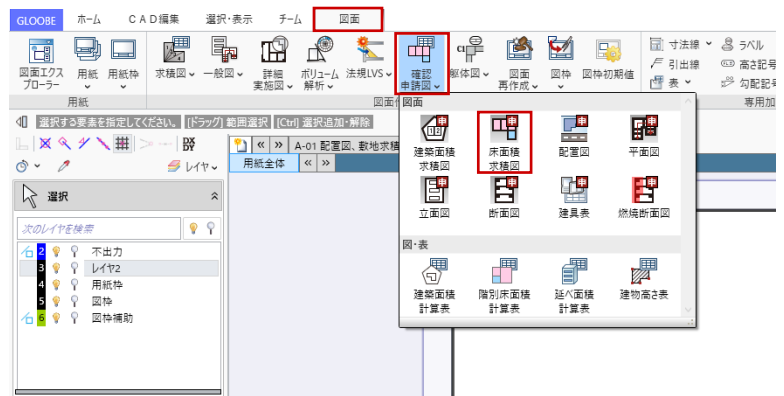 GLOOBE ホーム CAD編集 選択・表示 チーム 図面
図面エクス
プローラー
用紙
用紙枠
求積図
一般図
詳細
実施図
ボリューム
解析
法規LVS
確認
申請図
躯体図
図面
再作成
図枠
図枠初期値
寸法線
引出線
表
ラベル
高さ記号
勾配記号
用紙
図面作
専用加
選択する要素を指定してください。 [ドラッグ] 範囲選択 [Ctrl] 選択追加・解除
レイヤ
A-01 配置図、敷地求積
用紙全体
選択
次のレイヤを検索
2 不出力
3 レイヤ2
4 用紙枠
5 図枠
6 図枠補助
図面
建築面積
求積図
床面積
求積図
配置図
平面図
立面図
断面図
建具表
燃焼断面図
図・表
建築面積
計算表
階別床面積
計算表
延べ面積
計算表
建物高さ表